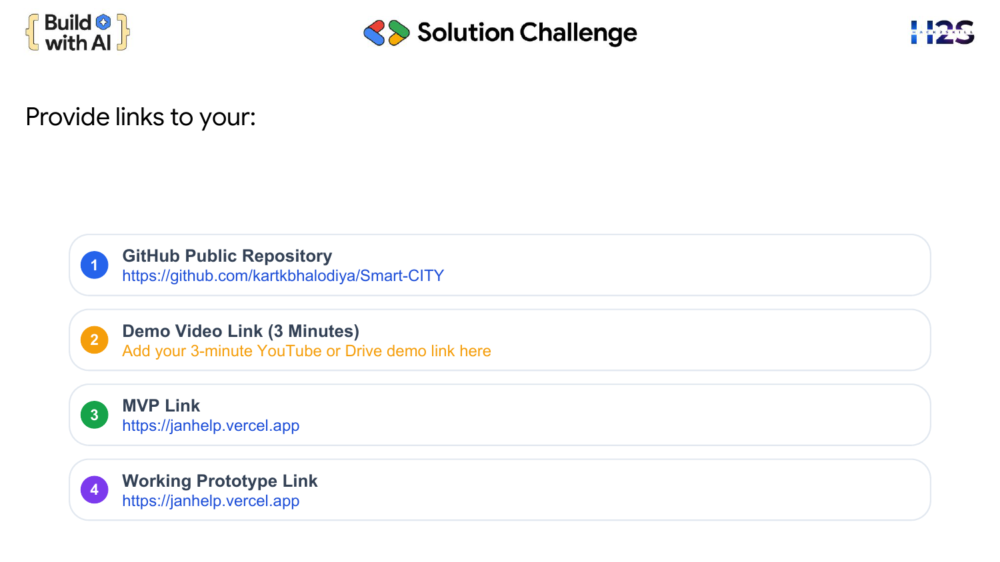 Build
with AI
Solution Challenge
H2S
HACK2SKILL
Provide links to your:
1
GitHub Public Repository
https://github.com/kartkbhalodiya/Smart-CITY
2
Demo Video Link (3 Minutes)
Add your 3-minute YouTube or Drive demo link here
3
MVP Link
https://janhelp.vercel.app
4
Working Prototype Link
https://janhelp.vercel.app